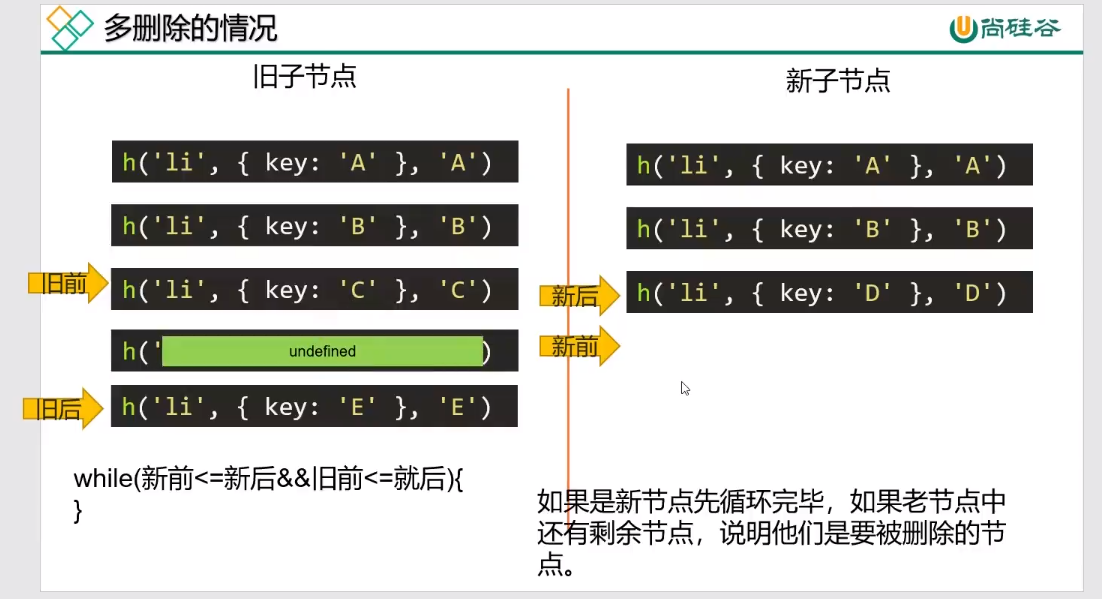 多删除的情况
尚硅谷
旧子节点
新子节点
h('li', { key: 'A' }, 'A')
h('li', { key: 'B' }, 'B')
旧前
h('li', { key: 'C' }, 'C')
h('
undefined
)
旧后
h('li', { key: 'E' }, 'E')
h('li', { key: 'A' }, 'A')
h('li', { key: 'B' }, 'B')
新后
h('li', { key: 'D' }, 'D')
新前
while(新前<=新后&&旧前<=就后){
}
如果是新节点先循环完毕，如果老节点中
还有剩余节点，说明他们是要被删除的节
点。